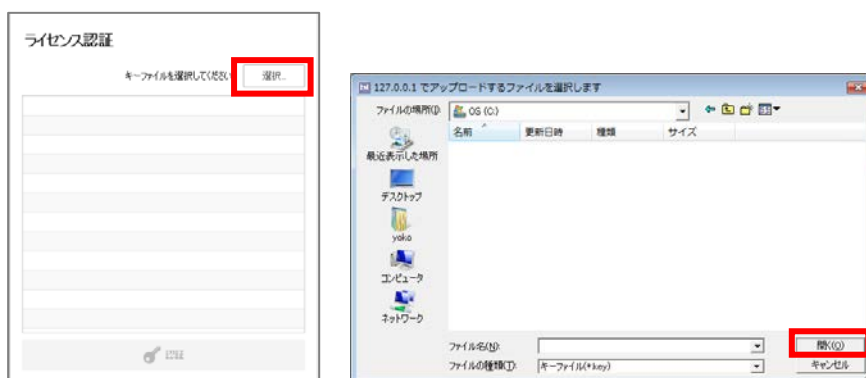 ライセンス認証
キーファイルを選択してください
選択...
認証
127.0.0.1 でアップロードするファイルを選択します
ファイルの場所(I):
OS (C:)
名前
更新日時
種類
サイズ
最近表示した場所
デスクトップ
yoko
コンピュータ
ネットワーク
ファイル名(N):
開く(O)
ファイルの種類(T):
キーファイル(*key)
キャンセル